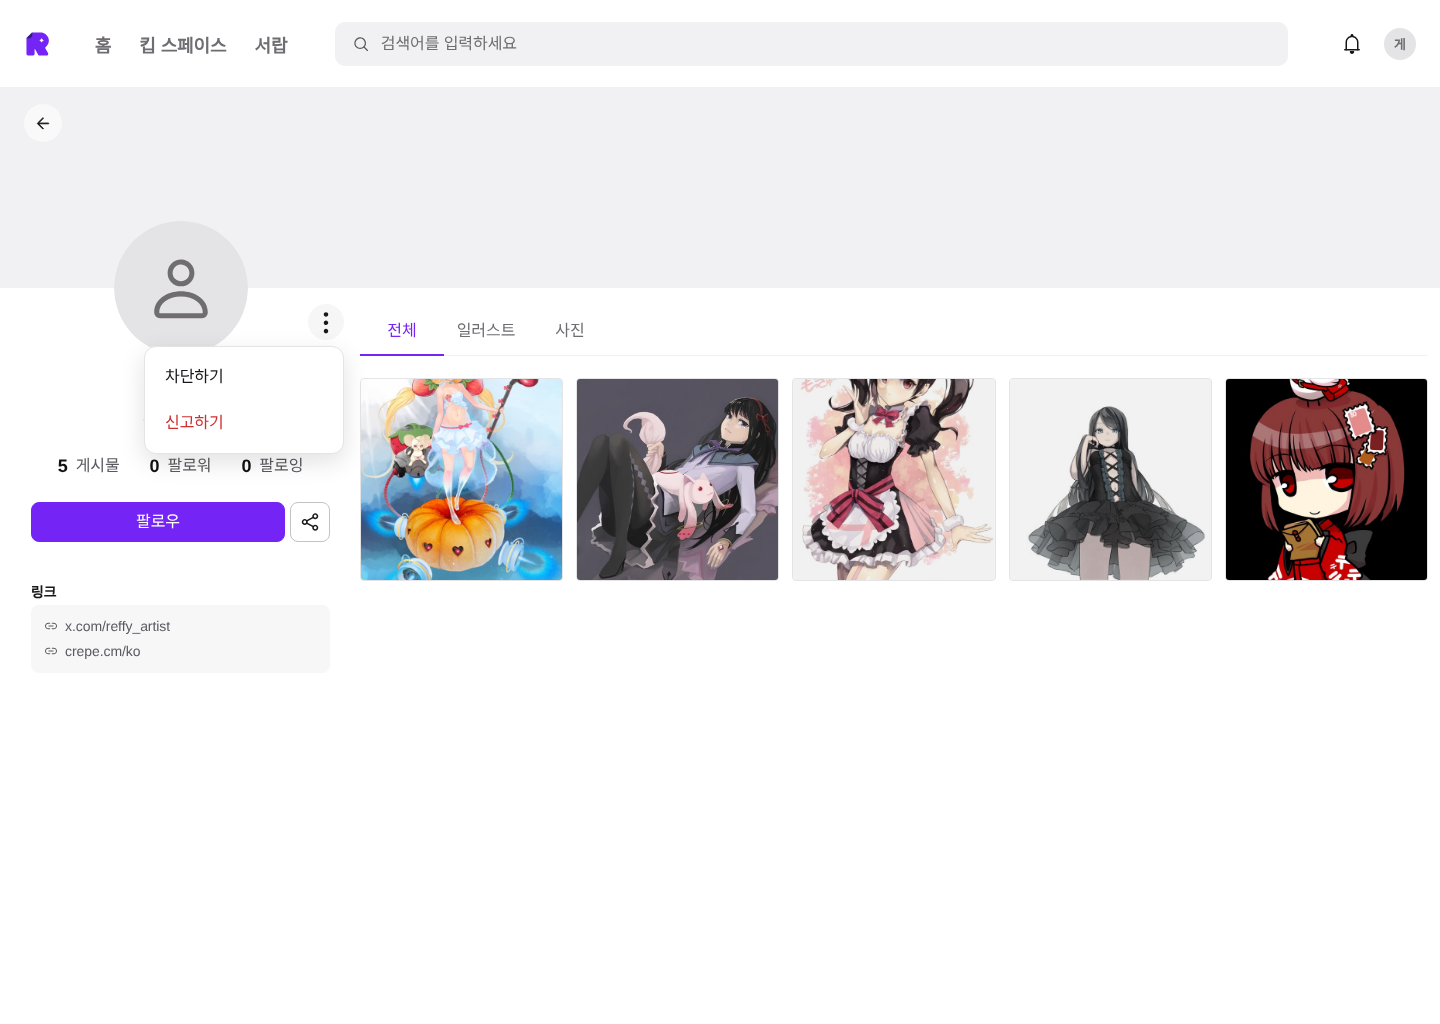 홈 킵 스페이스 서랍
검색어를 입력하세요
게
차단하기
신고하기
5 게시물 0 팔로워 0 팔로잉
팔로우
링크
x.com/reffy_artist
crepe.cm/ko
전체 일러스트 사진